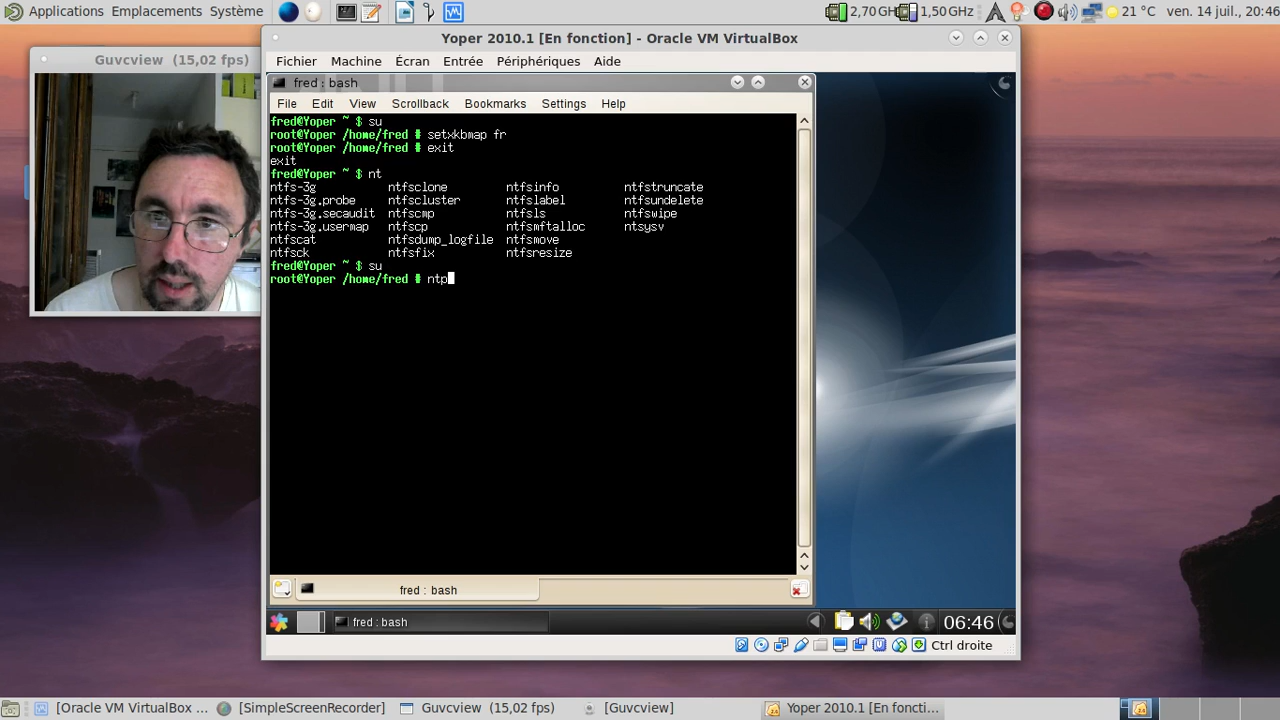 Applications Emplacements Système 2,70 GH 1,50 GHz 21 °C ven. 14 juil., 20:46
Guvcview (15,02 fps)
Yoper 2010.1 [En fonction] - Oracle VM VirtualBox
Fichier Machine Écran Entrée Périphériques Aide
fred : bash
File Edit View Scrollback Bookmarks Settings Help
fred@Yoper ~ $ su
root@Yoper /home/fred # setxkbmap fr
root@Yoper /home/fred # exit
exit
fred@Yoper ~ $ nt
ntfs-3g ntfsclone ntfsinfo ntfstruncate
ntfs-3g.probe ntfscluster ntfslabel ntfsundelete
ntfs-3g.secaudit ntfscmp ntfsls ntfswipe
ntfs-3g.usermap ntfscp ntfsmftalloc ntsysv
ntfscat ntfsdump_logfile ntfsmove
ntfsck ntfsfix ntfsresize
fred@Yoper ~ $ su
root@Yoper /home/fred # ntp
fred : bash
fred : bash 06:46
Ctrl droite
[Oracle VM VirtualBox ... [SimpleScreenRecorder] Guvcview (15,02 fps) [Guvcview] Yoper 2010.1 [En foncti...